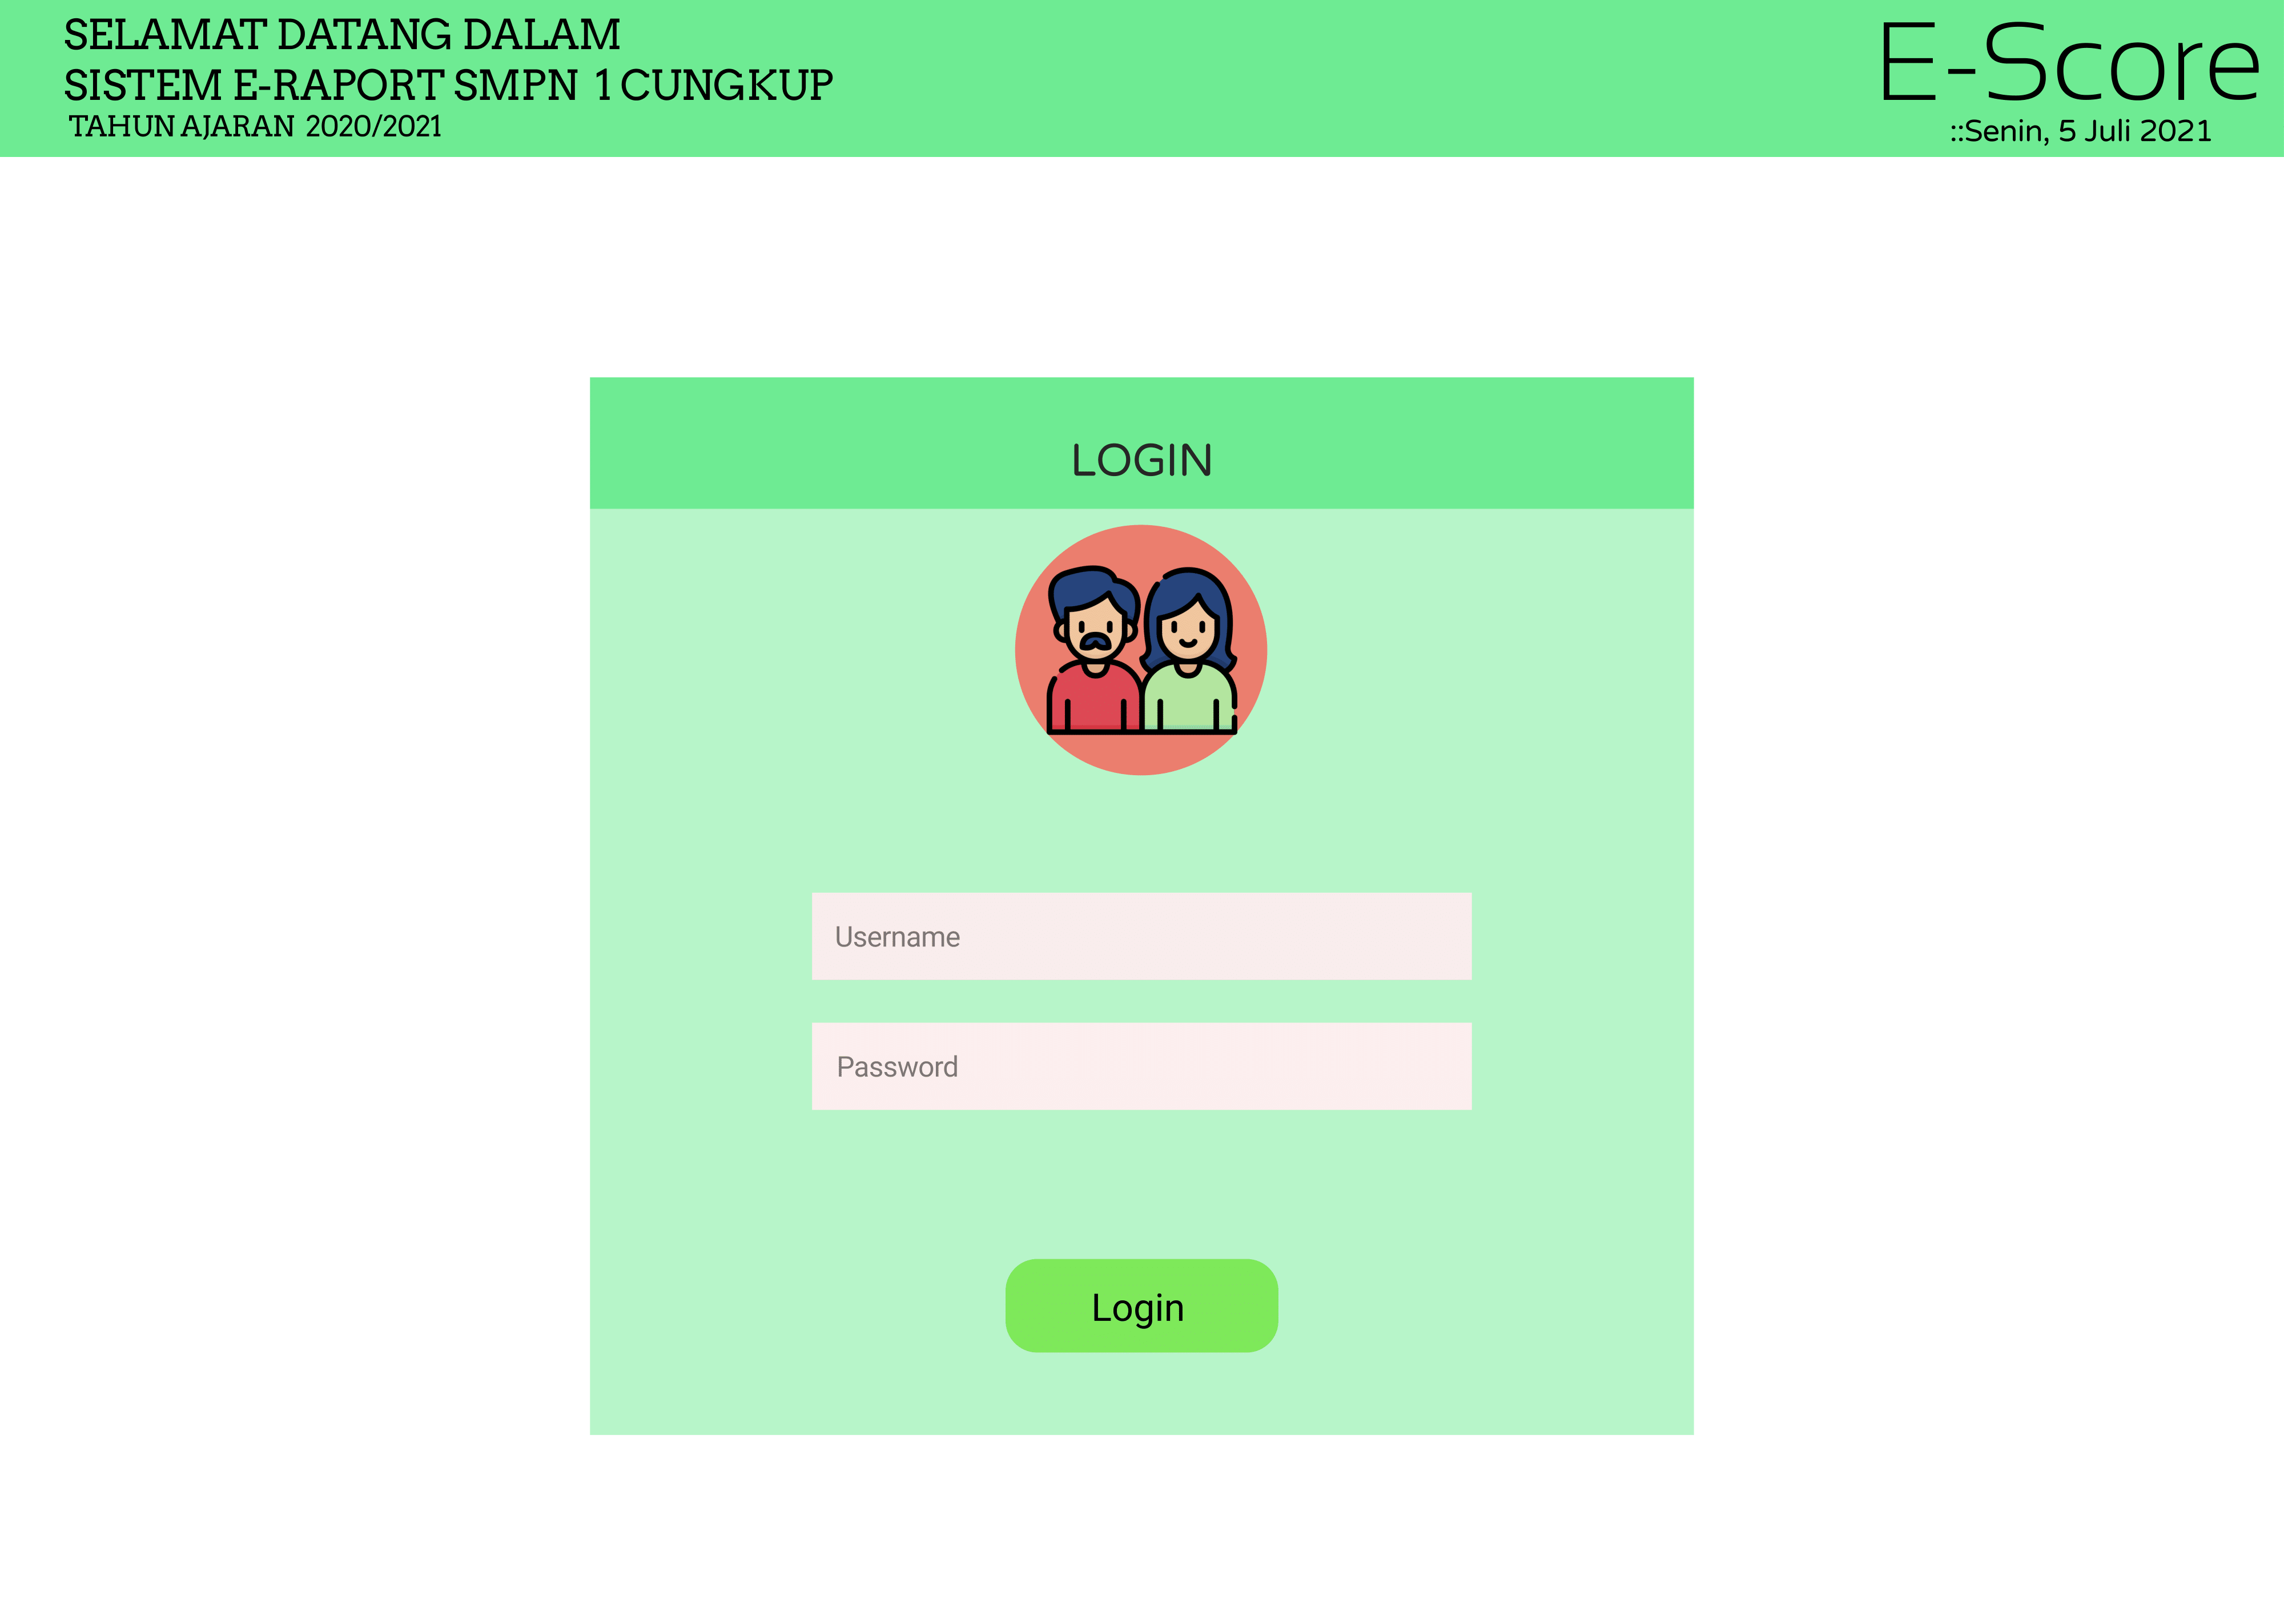 SELAMAT DATANG DALAM
SISTEM E-RAPORT SMPN 1 CUNGKUP
TAHUN AJARAN 2020/2021
E-Score
::Senin, 5 Juli 2021
LOGIN
Username
Password
Login